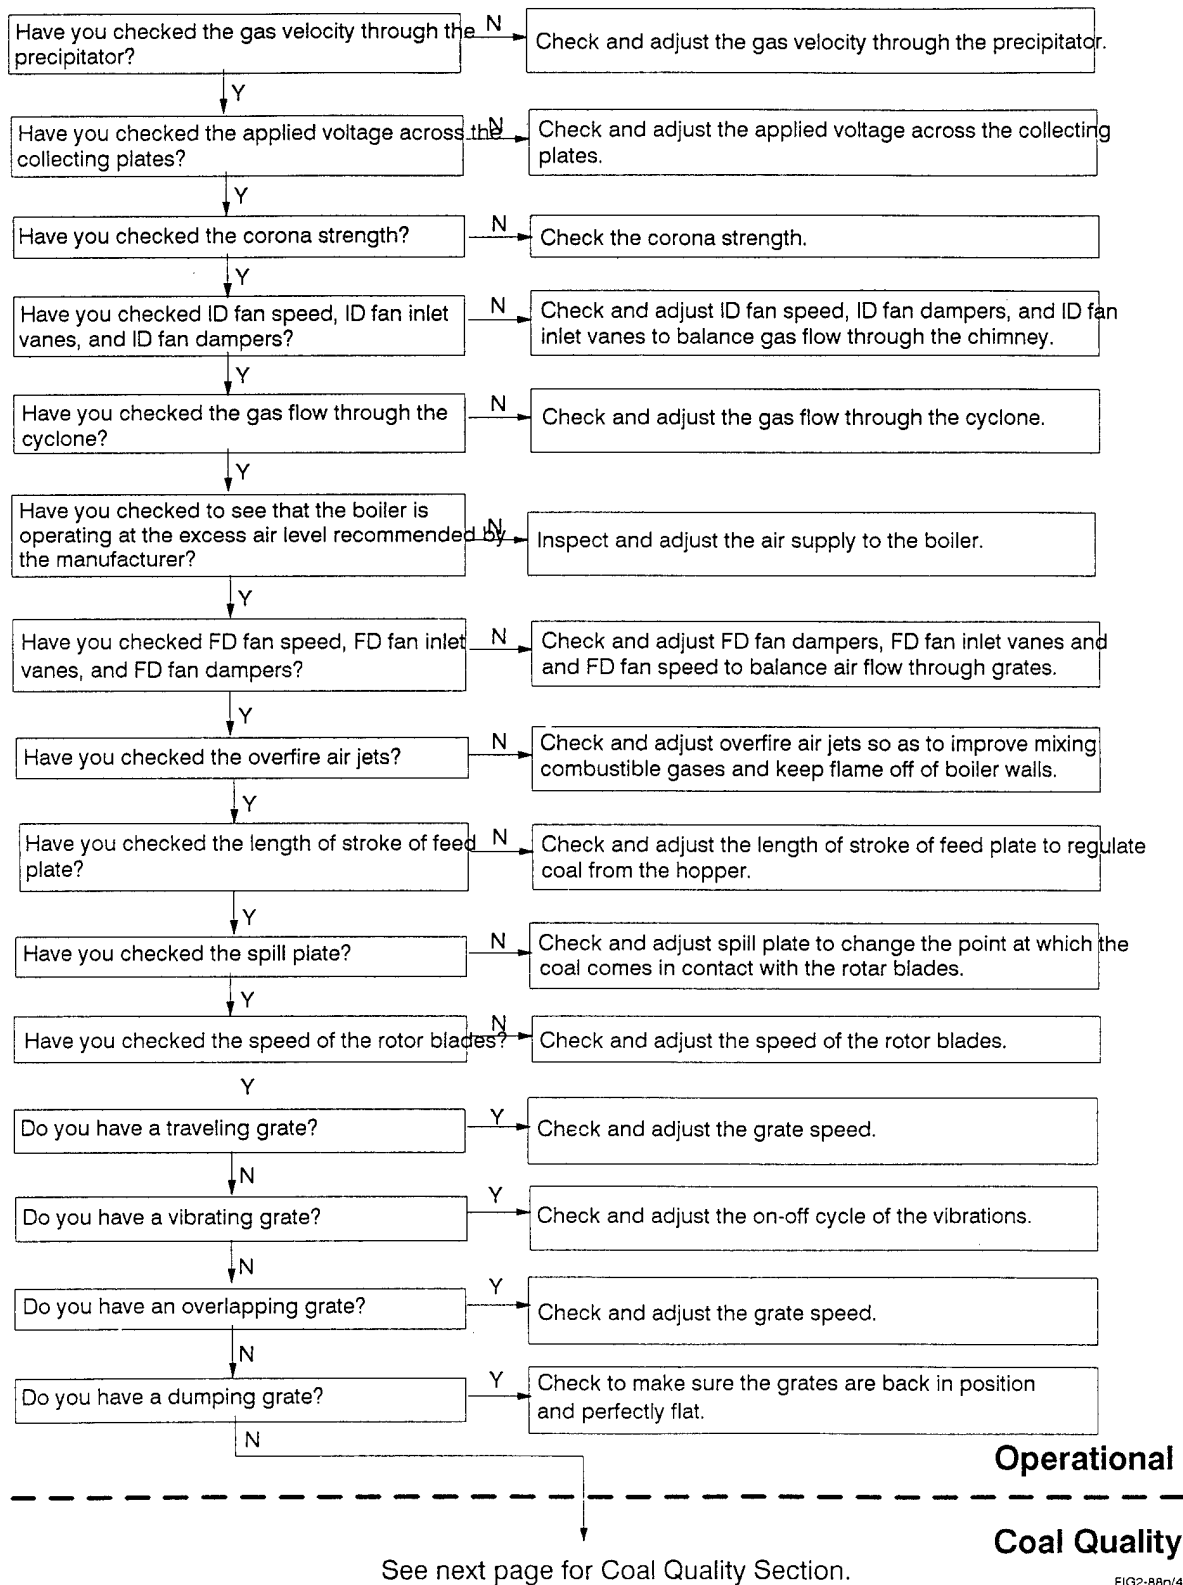 Have you checked the gas velocity through the
precipitator?
N
Check and adjust the gas velocity through the precipitator.
Y
Have you checked the applied voltage across the
collecting plates?
N
Check and adjust the applied voltage across the collecting
plates.
Y
Have you checked the corona strength?
N
Check the corona strength.
Y
Have you checked ID fan speed, ID fan inlet
vanes, and ID fan dampers?
N
Check and adjust ID fan speed, ID fan dampers, and ID fan
inlet vanes to balance gas flow through the chimney.
Y
Have you checked the gas flow through the
cyclone?
N
Check and adjust the gas flow through the cyclone.
Y
Have you checked to see that the boiler is
operating at the excess air level recommended by
the manufacturer?
N
Inspect and adjust the air supply to the boiler.
Y
Have you checked FD fan speed, FD fan inlet
vanes, and FD fan dampers?
N
Check and adjust FD fan dampers, FD fan inlet vanes and
and FD fan speed to balance air flow through grates.
Y
Have you checked the overfire air jets?
N
Check and adjust overfire air jets so as to improve mixing
combustible gases and keep flame off of boiler walls.
Y
Have you checked the length of stroke of feed
plate?
N
Check and adjust the length of stroke of feed plate to regulate
coal from the hopper.
Y
Have you checked the spill plate?
N
Check and adjust spill plate to change the point at which the
coal comes in contact with the rotar blades.
Y
Have you checked the speed of the rotor blades?
N
Check and adjust the speed of the rotor blades.
Y
Do you have a traveling grate?
Y
Check and adjust the grate speed.
N
Do you have a vibrating grate?
Y
Check and adjust the on-off cycle of the vibrations.
N
Do you have an overlapping grate?
Y
Check and adjust the grate speed.
N
Do you have a dumping grate?
Y
Check to make sure the grates are back in position
and perfectly flat.
N
Operational
Coal Quality
See next page for Coal Quality Section.
FIG2-88p/4